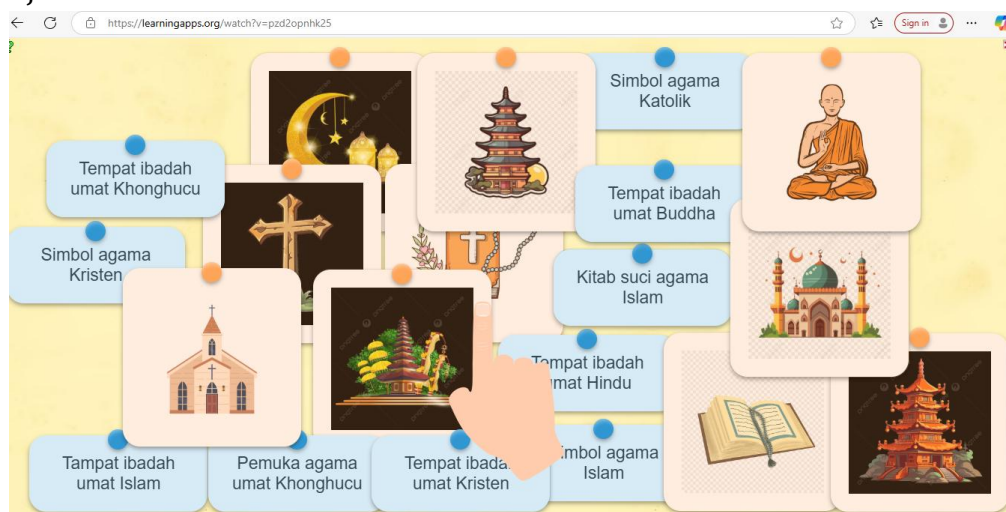 https://learningapps.org/watch?v=pzd2opnhk25
Sign in
Simbol agama
Katolik
Tempat ibadah
umat Khonghucu
Tempat ibadah
umat Buddha
Simbol agama
Kristen
Kitab suci agama
Islam
Tempat ibadah
umat Hindu
Tampat ibadah
umat Islam
Pemuka agama
umat Khonghucu
Tempat ibadah
umat Kristen
Simbol agama
Islam